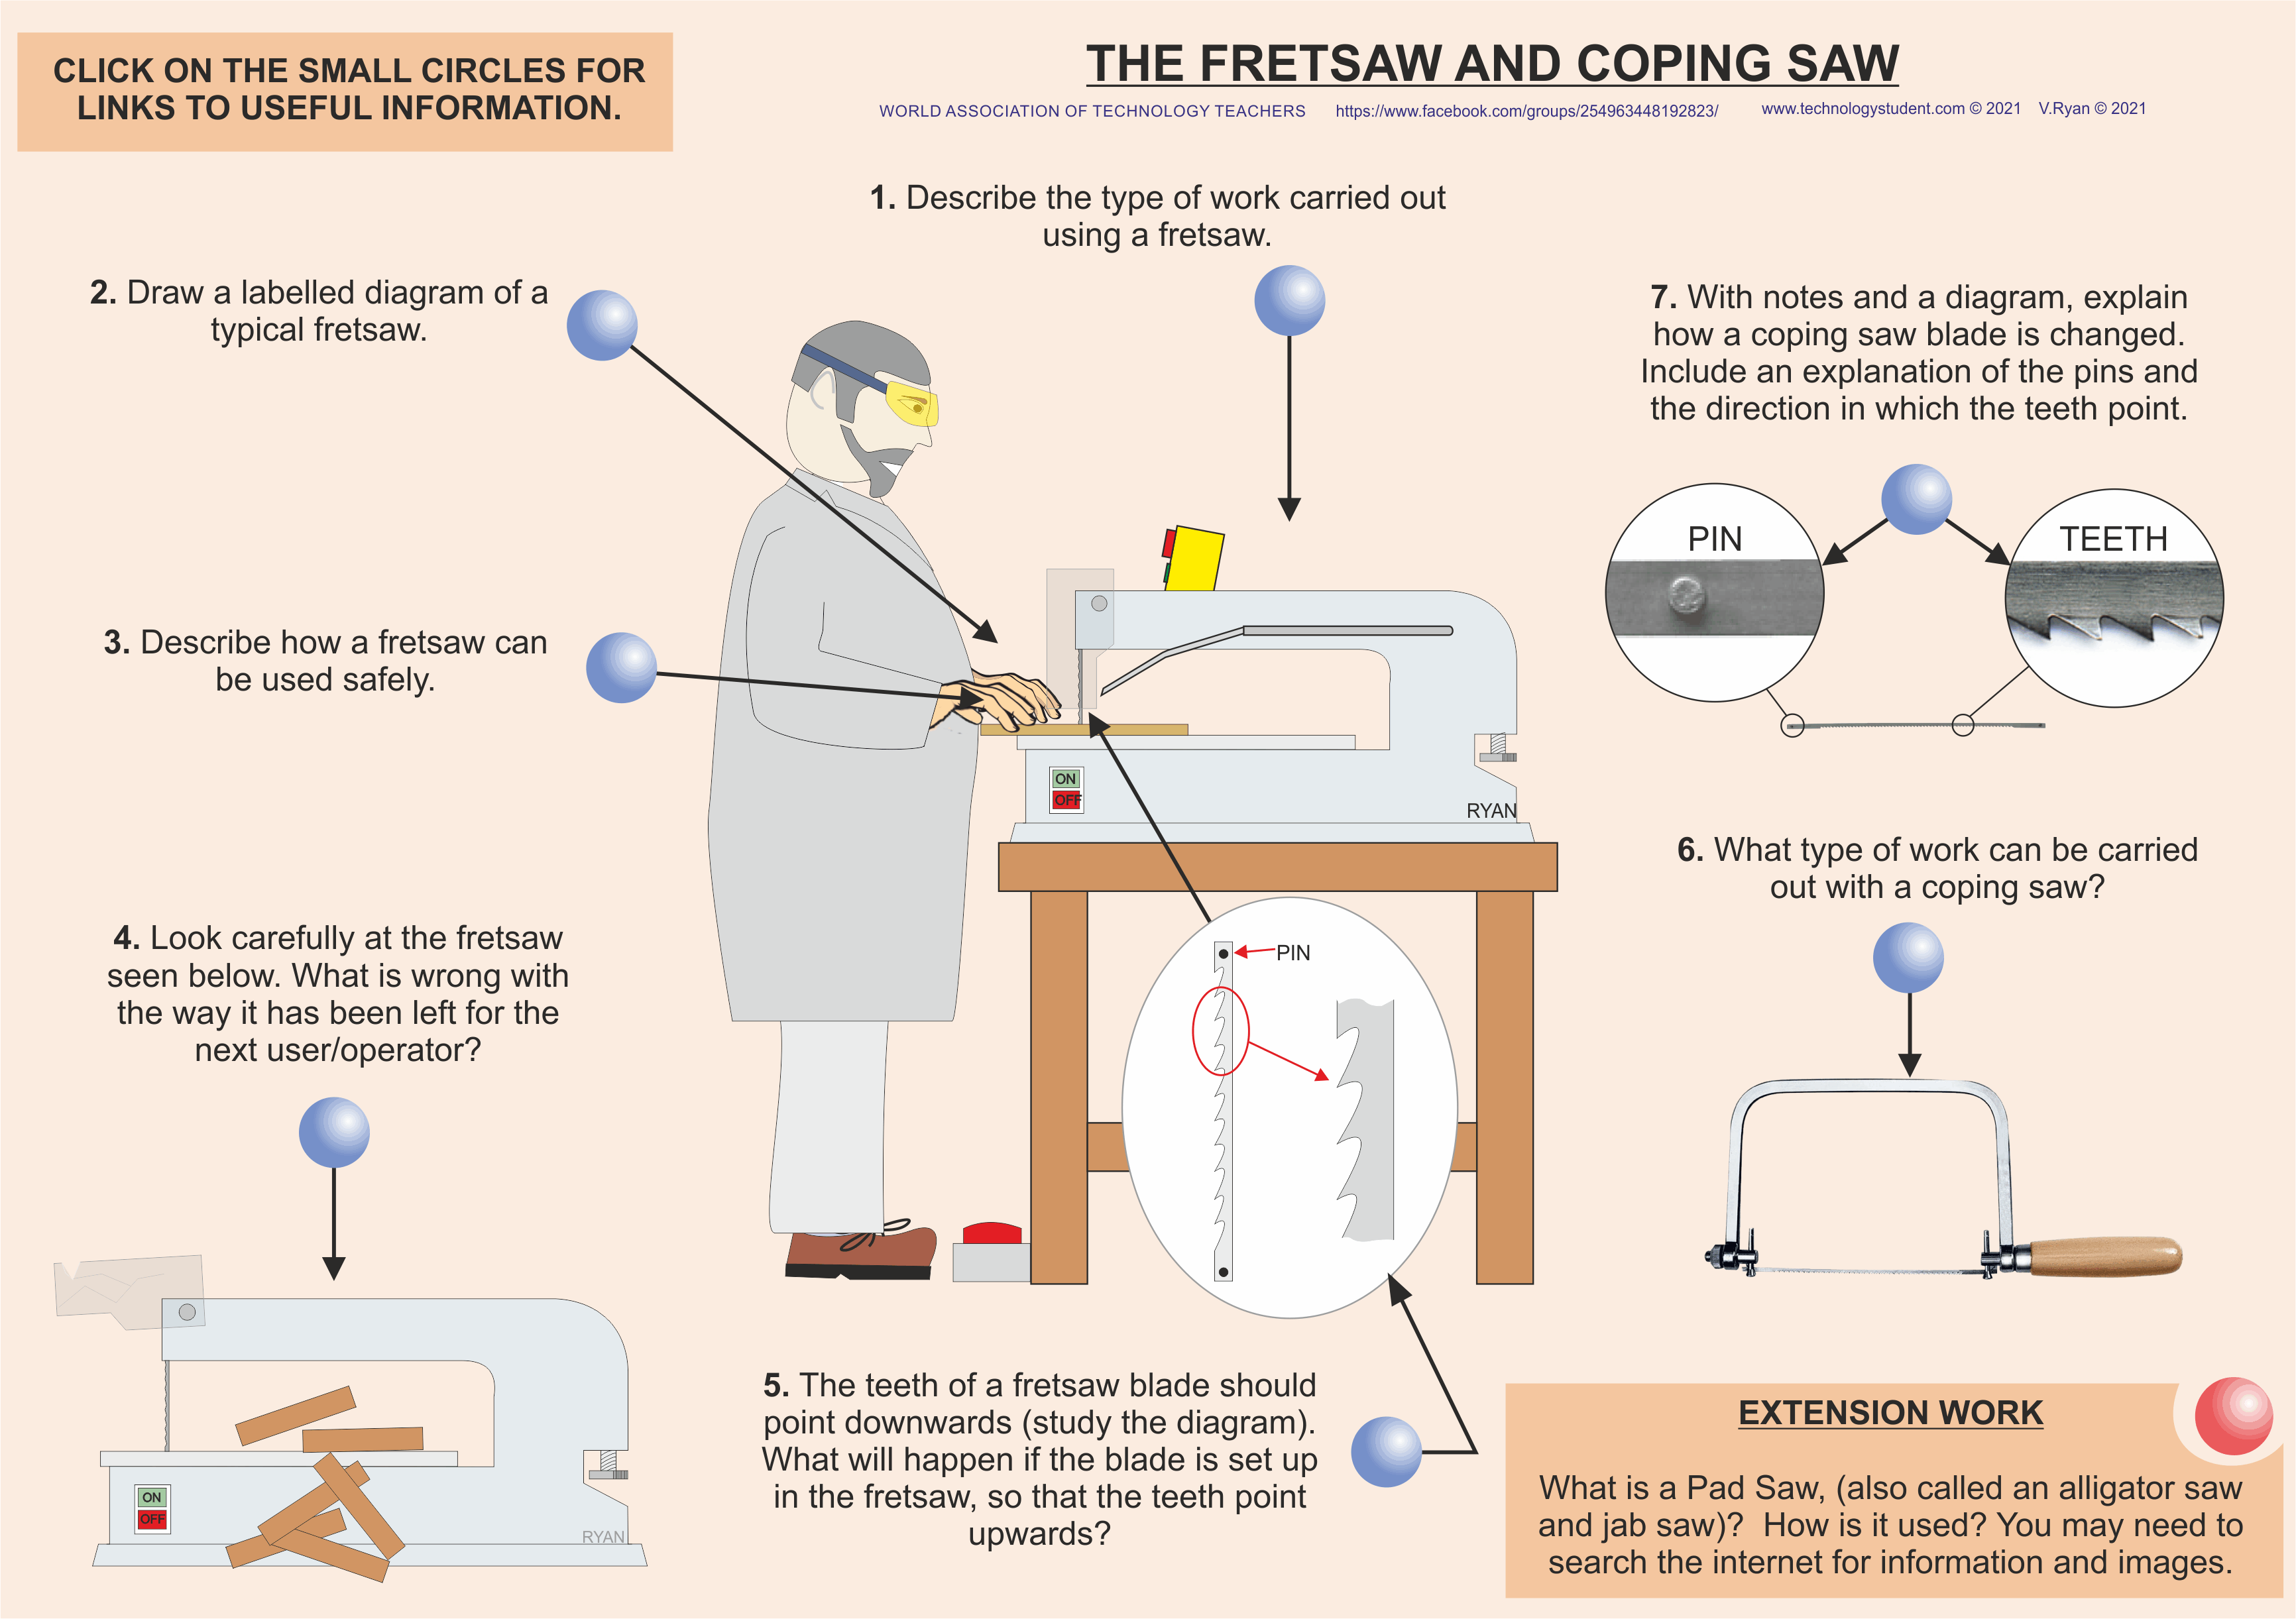 CLICK ON THE SMALL CIRCLES FOR
LINKS TO USEFUL INFORMATION.
THE FRETSAW AND COPING SAW
WORLD ASSOCIATION OF TECHNOLOGY TEACHERS https://www.facebook.com/groups/254963448192823/ www.technologystudent.com © 2021 V.Ryan © 2021
1. Describe the type of work carried out
using a fretsaw.
2. Draw a labelled diagram of a
typical fretsaw.
3. Describe how a fretsaw can
be used safely.
4. Look carefully at the fretsaw
seen below. What is wrong with
the way it has been left for the
next user/operator?
ON
OFF
RYAN
ON
OFF
RYAN
PIN
5. The teeth of a fretsaw blade should
point downwards (study the diagram).
What will happen if the blade is set up
in the fretsaw, so that the teeth point
upwards?
7. With notes and a diagram, explain
how a coping saw blade is changed.
Include an explanation of the pins and
the direction in which the teeth point.
PIN
TEETH
6. What type of work can be carried
out with a coping saw?
EXTENSION WORK
What is a Pad Saw, (also called an alligator saw
and jab saw)? How is it used? You may need to
search the internet for information and images.